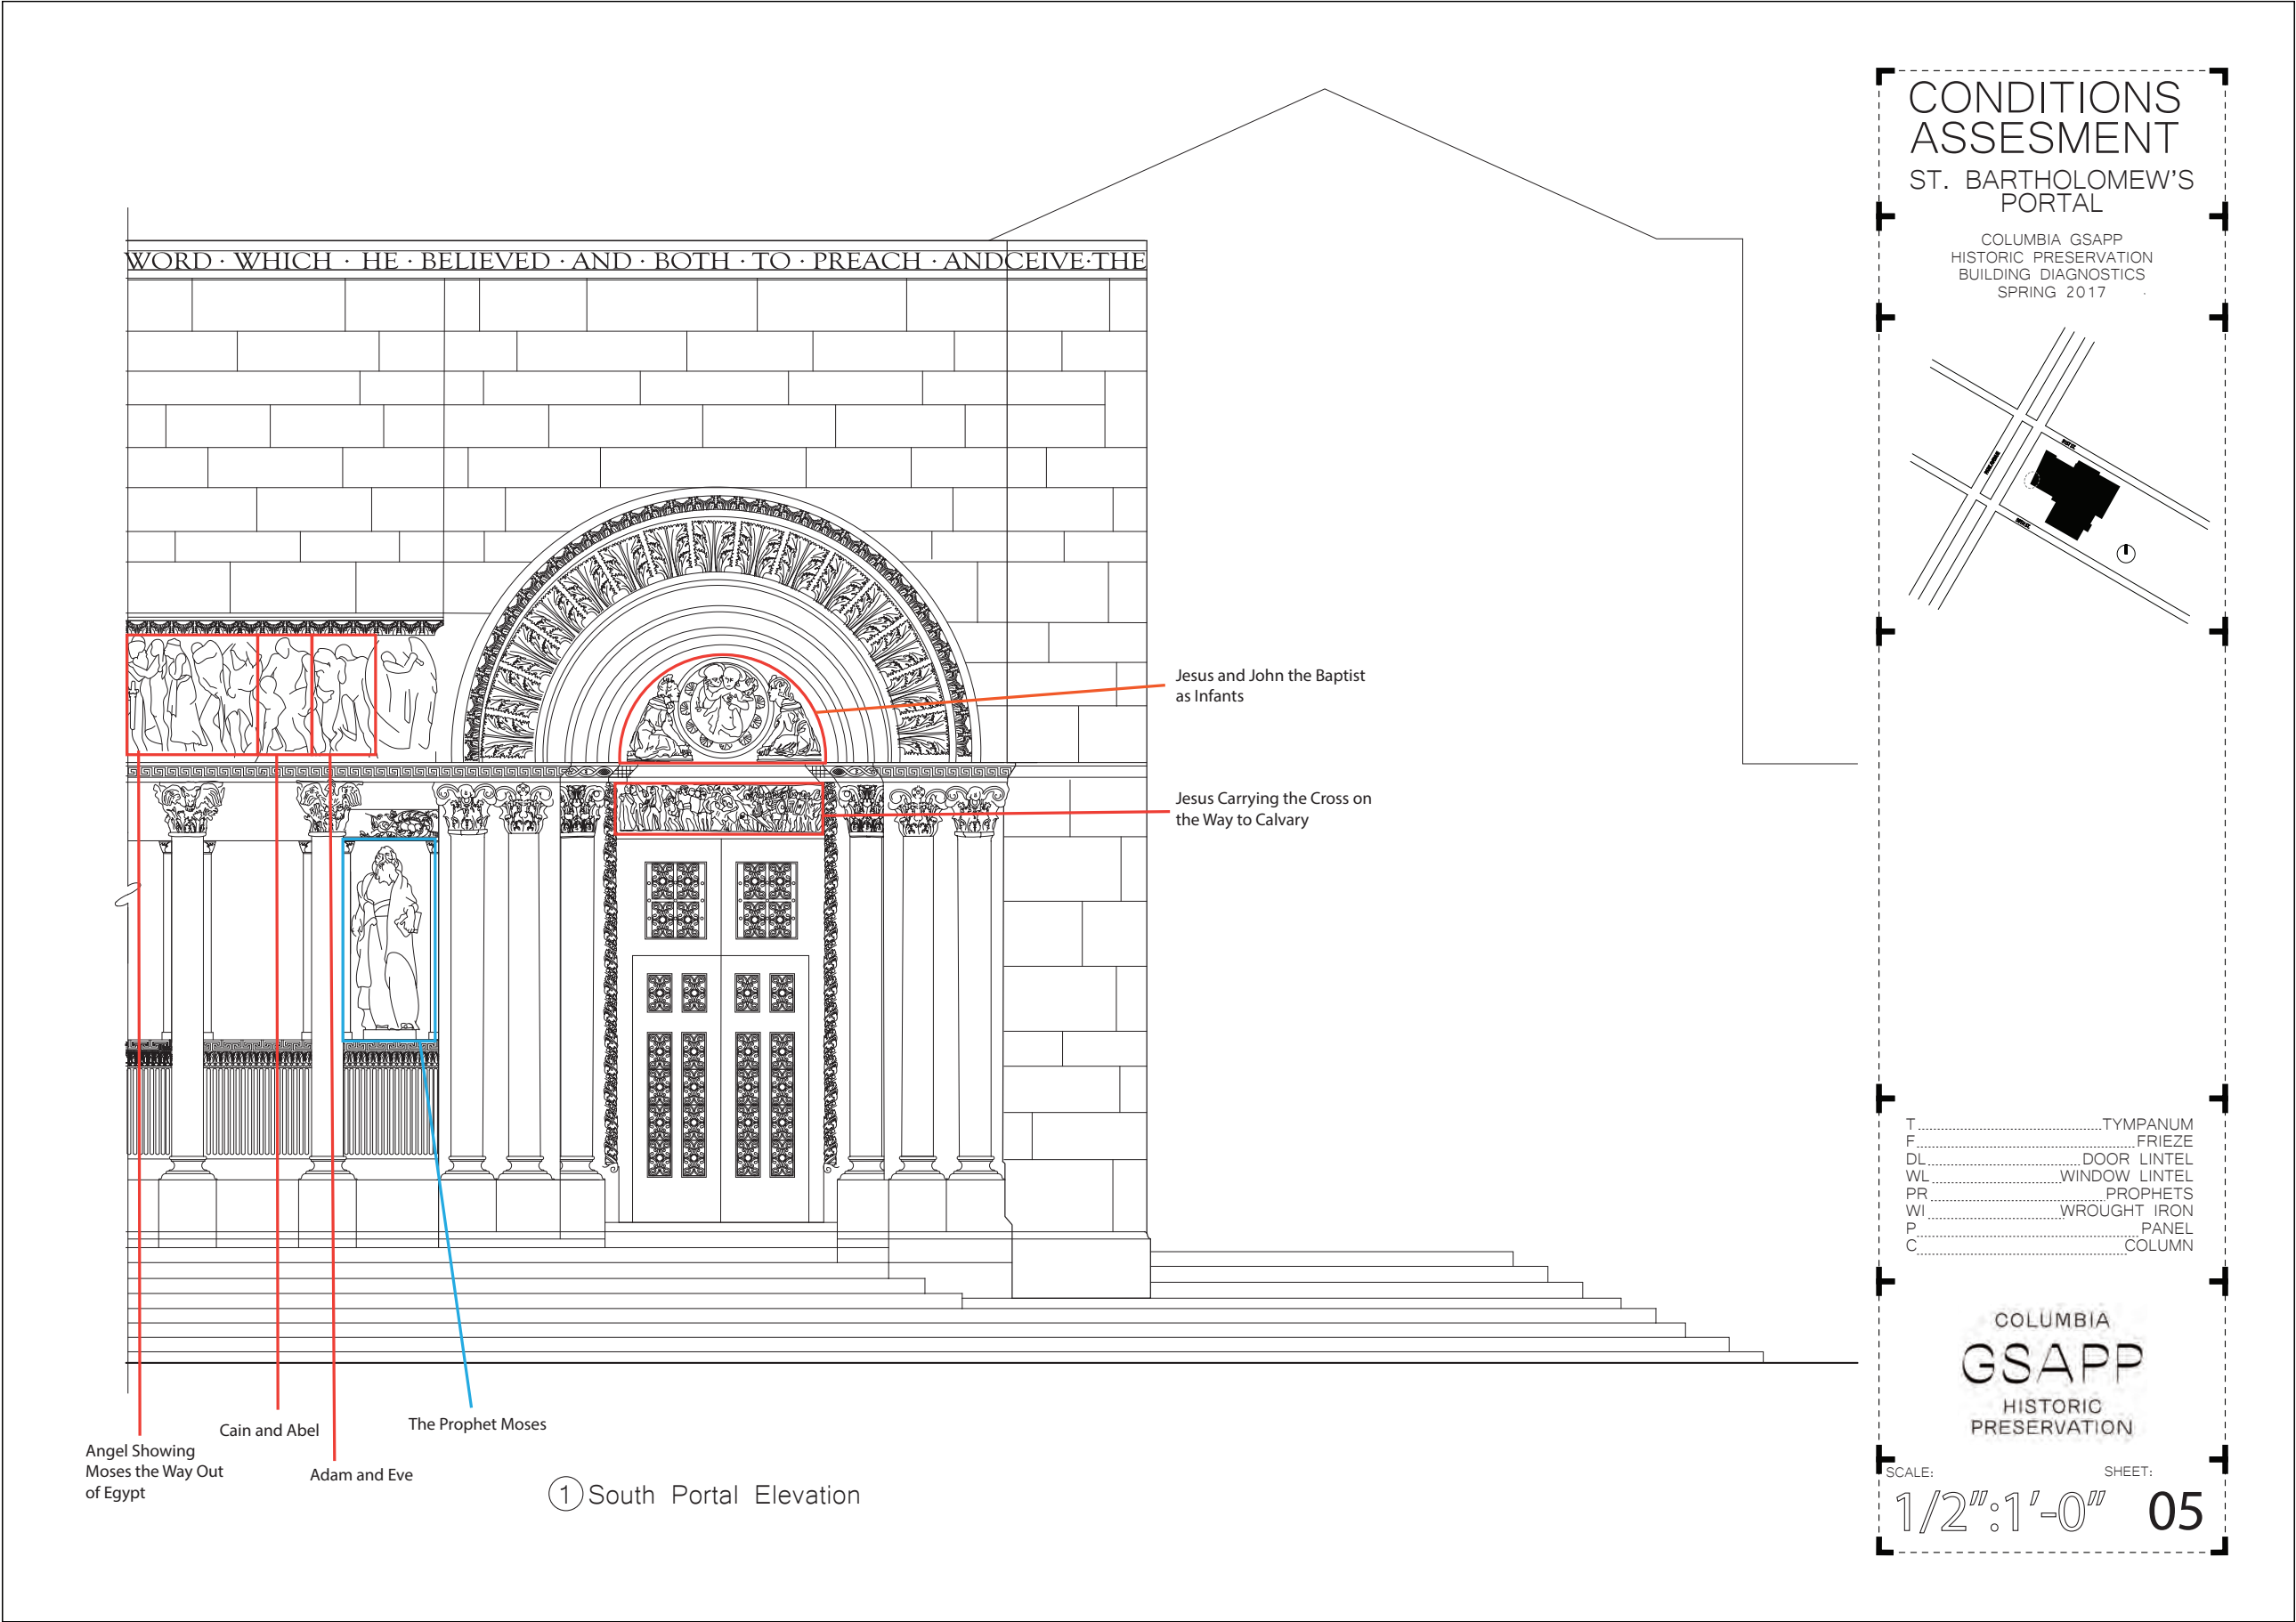 WORD · WHICH · HE · BELIEVED · AND · BOTH · TO · PREACH · ANDCEIVE·THE
Jesus and John the Baptist
as Infants
Jesus Carrying the Cross on
the Way to Calvary
Angel Showing
Moses the Way Out
of Egypt
Cain and Abel
Adam and Eve
The Prophet Moses
1 South Portal Elevation
CONDITIONS
ASSESMENT
ST. BARTHOLOMEW'S
PORTAL
COLUMBIA GSAPP
HISTORIC PRESERVATION
BUILDING DIAGNOSTICS
SPRING 2017
T TYMPANUM
F FRIEZE
DL DOOR LINTEL
WL WINDOW LINTEL
PR PROPHETS
WI WROUGHT IRON
P PANEL
C COLUMN
COLUMBIA
GSAPP
HISTORIC
PRESERVATION
SCALE: SHEET:
1/2":1'-0" 05